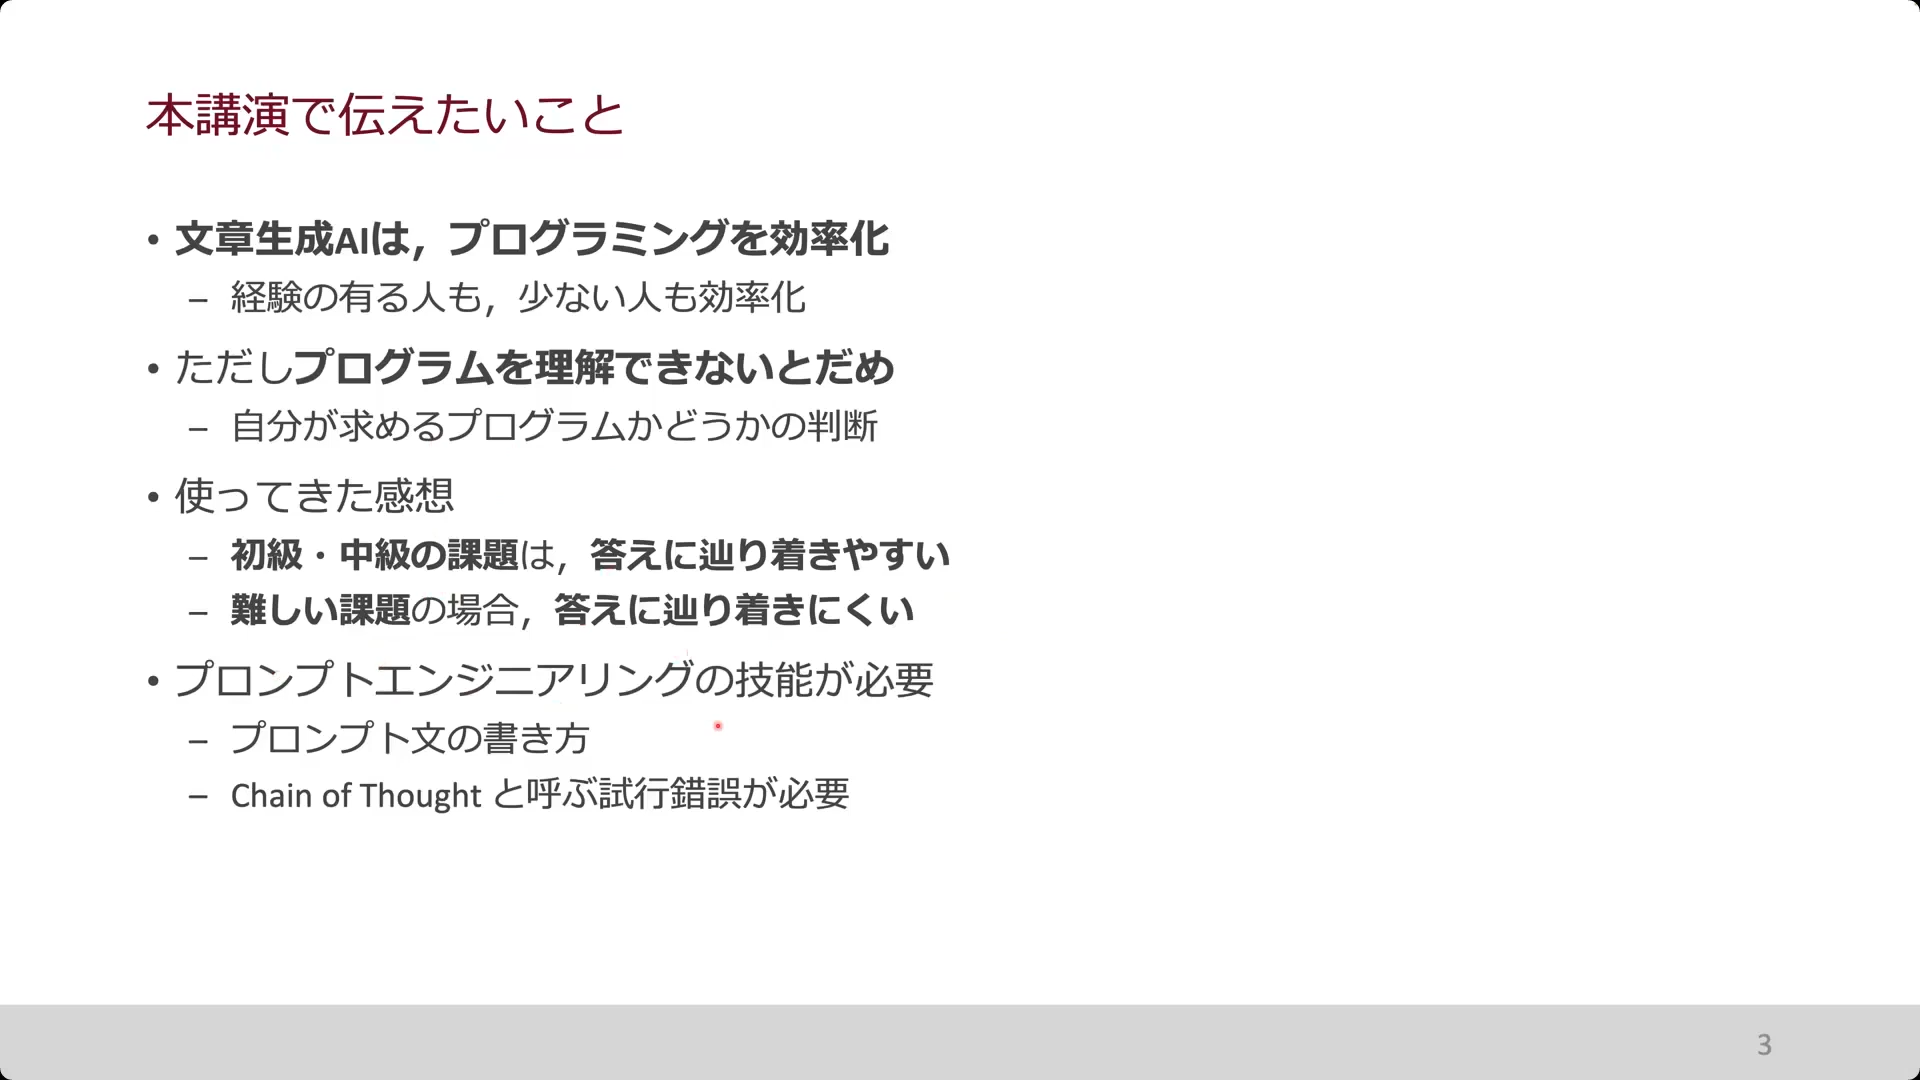 本講演で伝えたいこと
• 文章生成AIは，プログラミングを効率化
– 経験の有る人も，少ない人も効率化
• ただしプログラムを理解できないとだめ
– 自分が求めるプログラムかどうかの判断
• 使ってきた感想
– 初級・中級の課題は，答えに辿り着きやすい
– 難しい課題の場合，答えに辿り着きにくい
• プロンプトエンジニアリングの技能が必要
– プロンプト文の書き方
– Chain of Thought と呼ぶ試行錯誤が必要
3